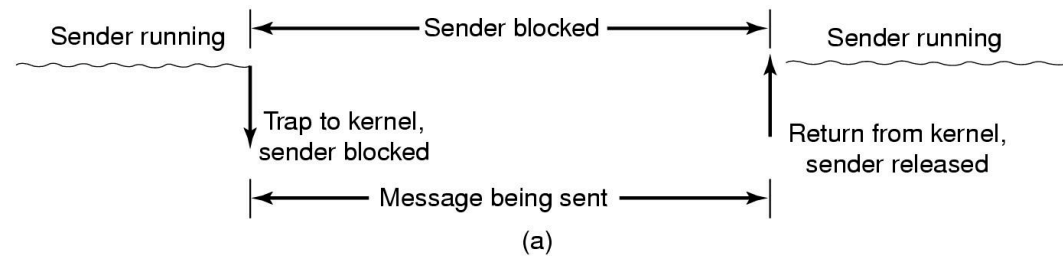 Sender blocked
Sender running
Sender running
Trap to kernel,
sender blocked
Return from kernel,
sender released
Message being sent
(a)